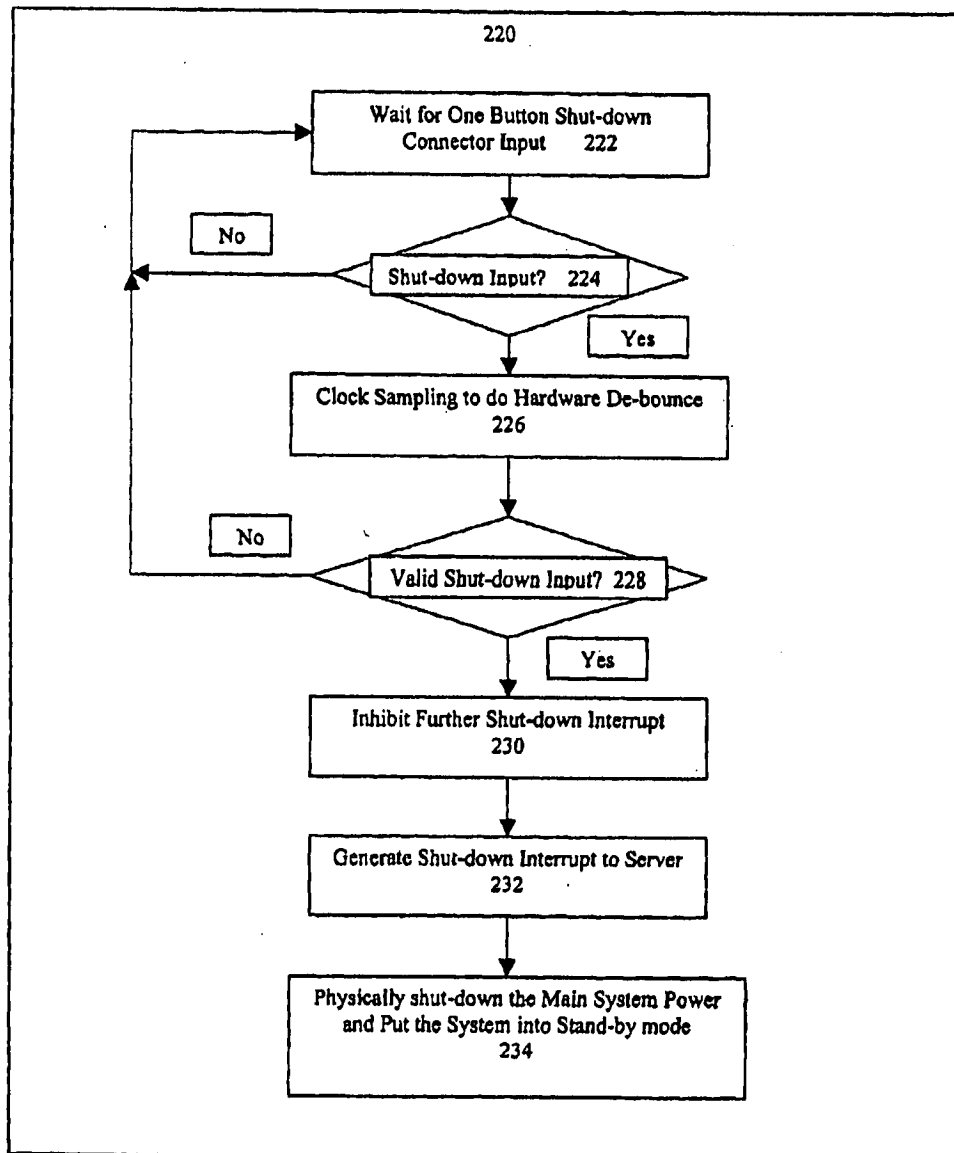 220
Wait for One Button Shut-down
Connector Input 222
No
Shut-down Input? 224
Yes
Clock Sampling to do Hardware De-bounce
226
No
Valid Shut-down Input? 228
Yes
Inhibit Further Shut-down Interrupt
230
Generate Shut-down Interrupt to Server
232
Physically shut-down the Main System Power
and Put the System into Stand-by mode
234